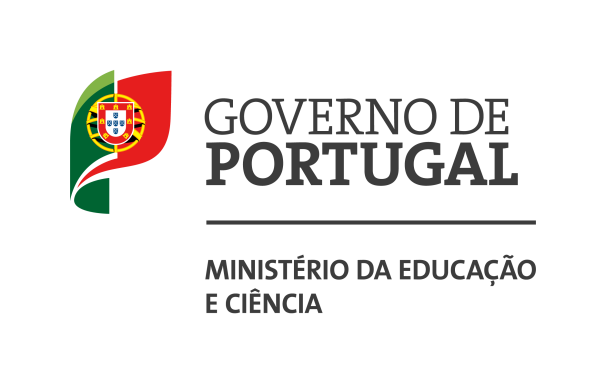 GOVERNO DE
PORTUGAL
MINISTÉRIO DA EDUCAÇÃO
E CIÊNCIA